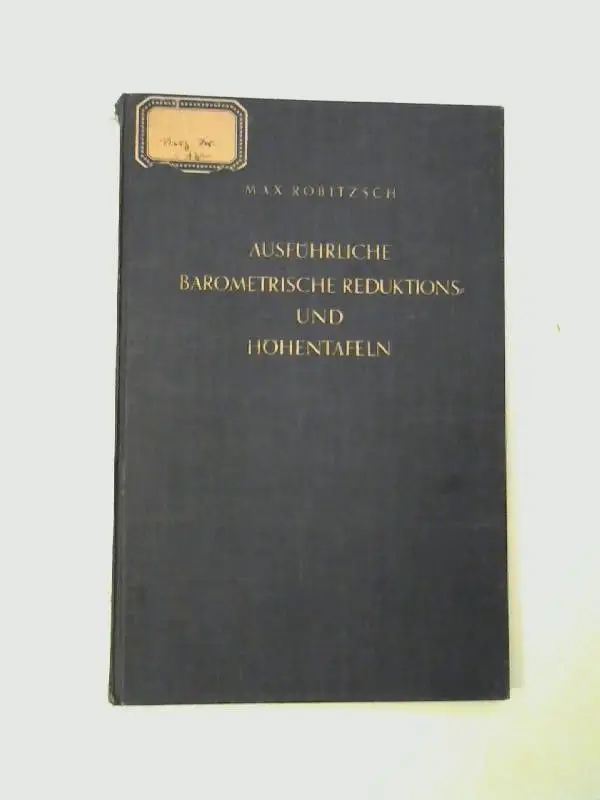 MAX ROBITZSCH
AUSFÜHRLICHE
BAROMETRISCHE REDUKTIONS-
UND
HÖHENTAFELN